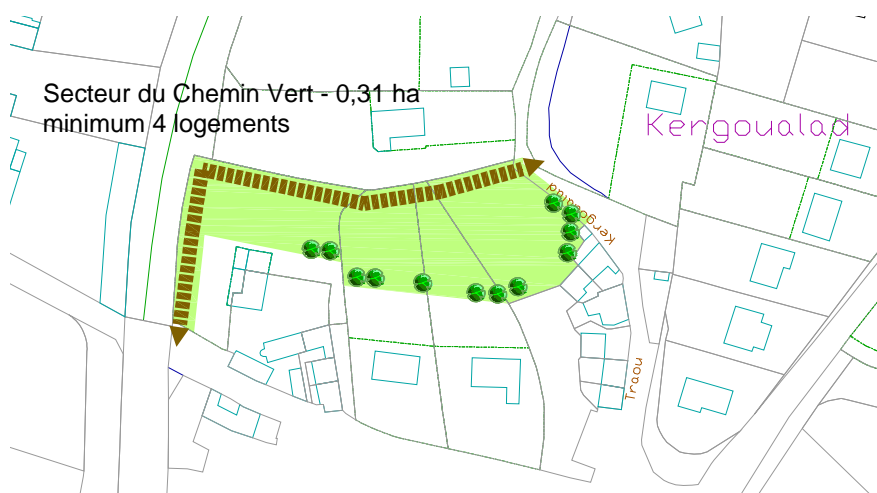 Secteur du Chemin Vert - 0,31 ha
minimum 4 logements
Kergoualad
Kergoualad
Traou